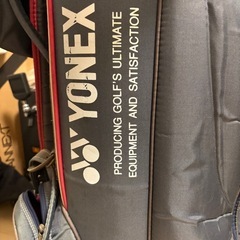 YONEX
PRODUCING GOLF'S ULTIMATE
EQUIPMENT AND SATISFACTION